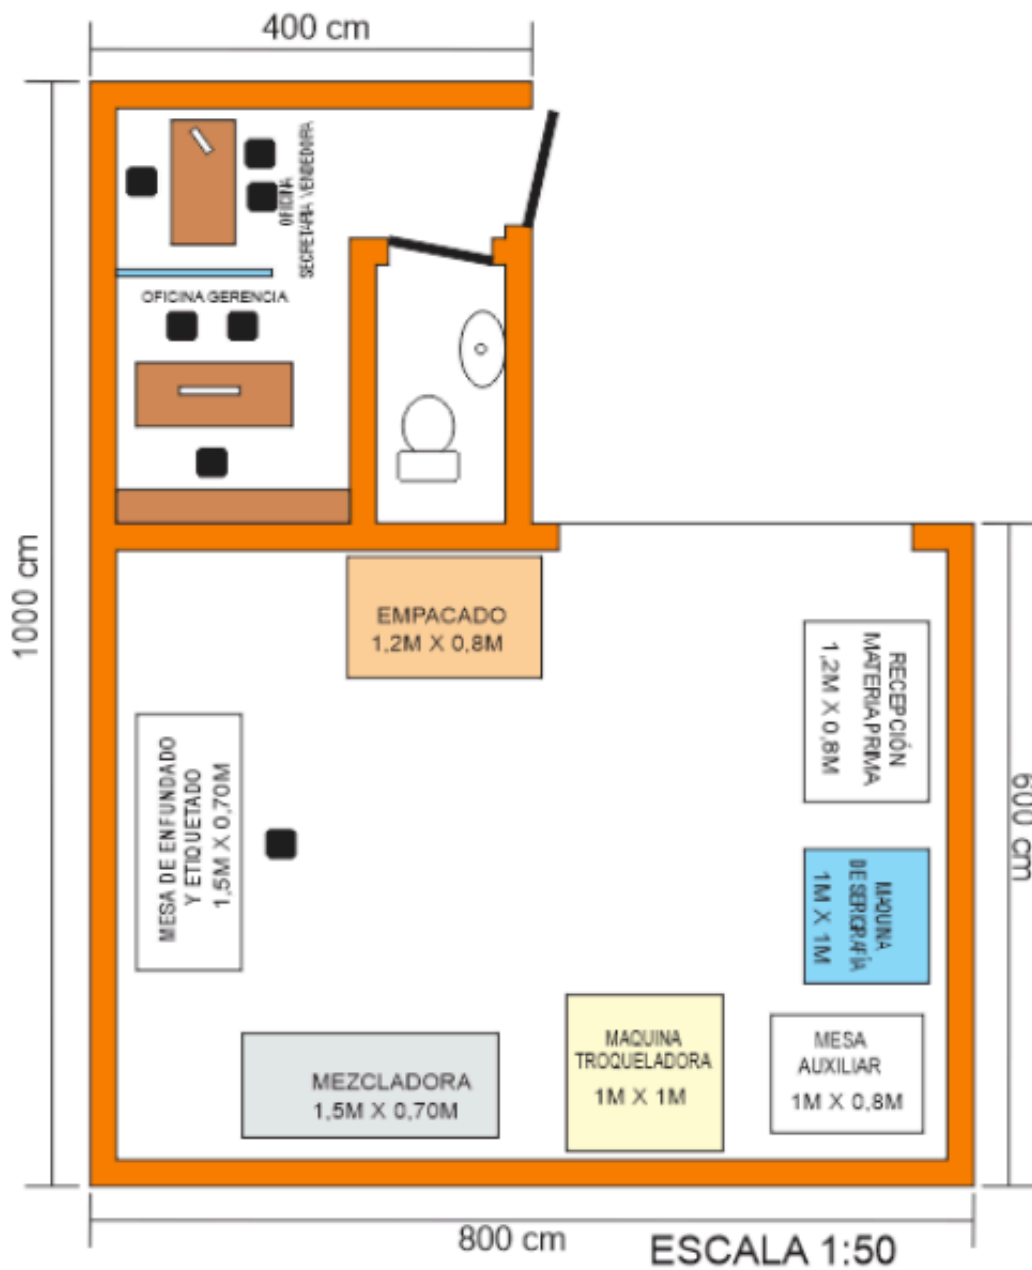 400 cm
OFICINA
SECRETARIA VENDEDORA
OFICINA GERENCIA
1000 cm
EMPACADO
1,2M X 0,8M
RECEPCIÓN
MATERIA PRIMA
1,2M X 0,8M
600 cm
MESA DE ENFUNDADO
Y ETIQUETADO
1,5M X 0,70M
MAQUINA
DE SERIGRAFÍA
1M X 1M
MAQUINA
TROQUELADORA
1M X 1M
MESA
AUXILIAR
1M X 0,8M
MEZCLADORA
1,5M X 0,70M
800 cm
ESCALA 1:50